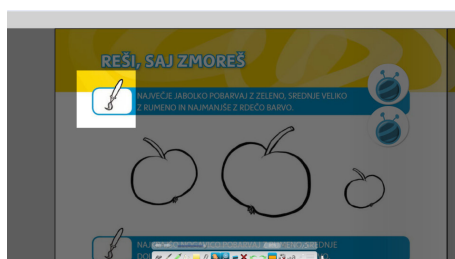 REŠI, SAJ ZMOREŠ
NAJVEČJE JABOLKO POBARVAJ Z ZELENO, SREDNJE VELIKO
Z RUMENO IN NAJMANJŠE Z RDEČO BARVO.